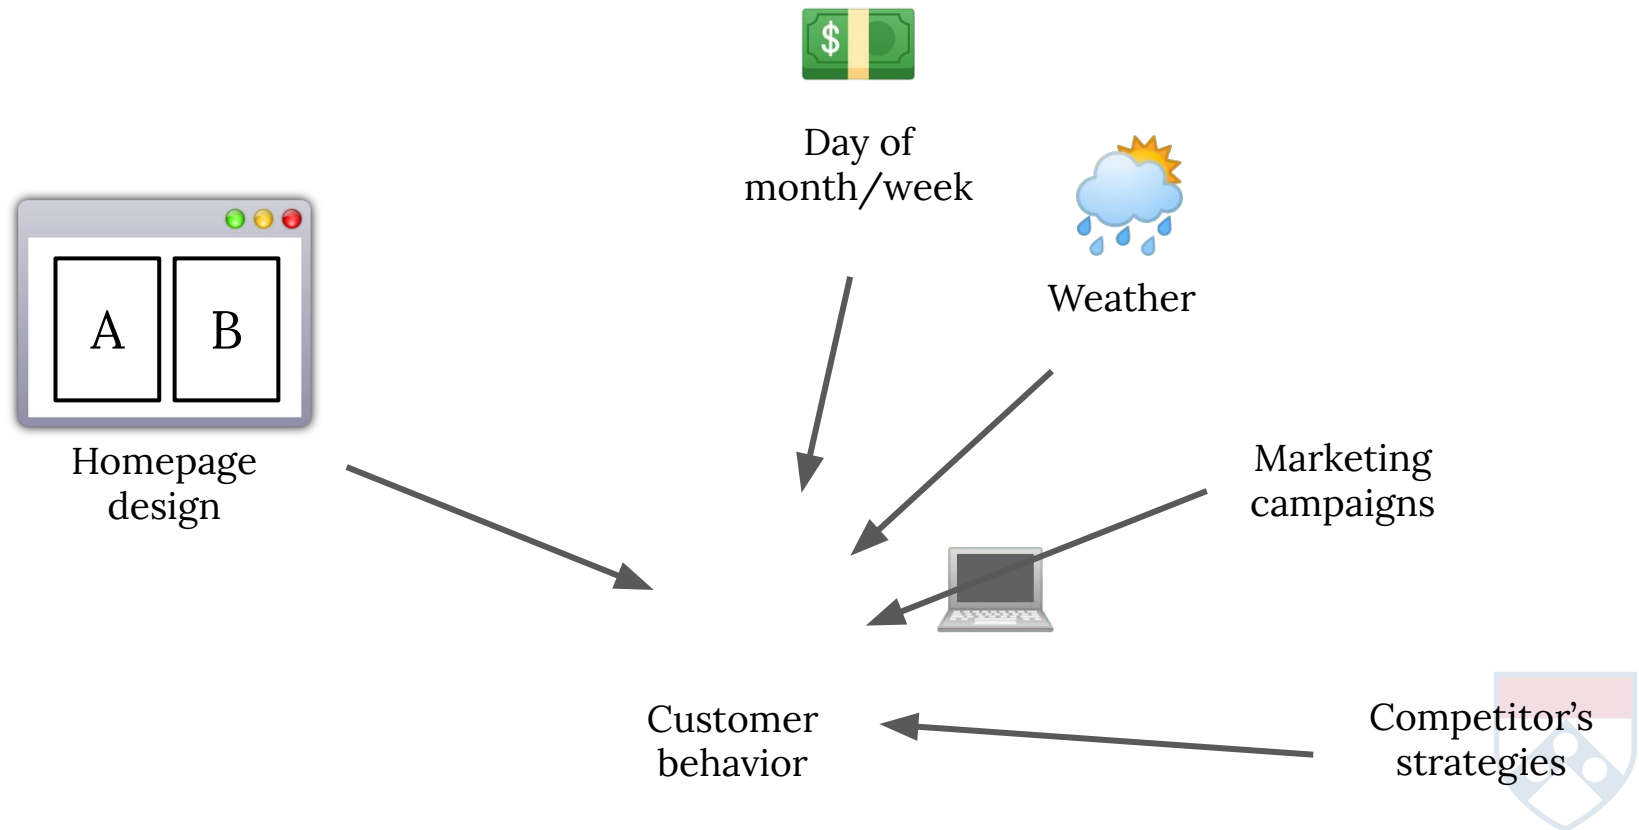 $
Day of
month/week
Weather
A B
Homepage
design
Marketing
campaigns
Customer
behavior
Competitor’s
strategies